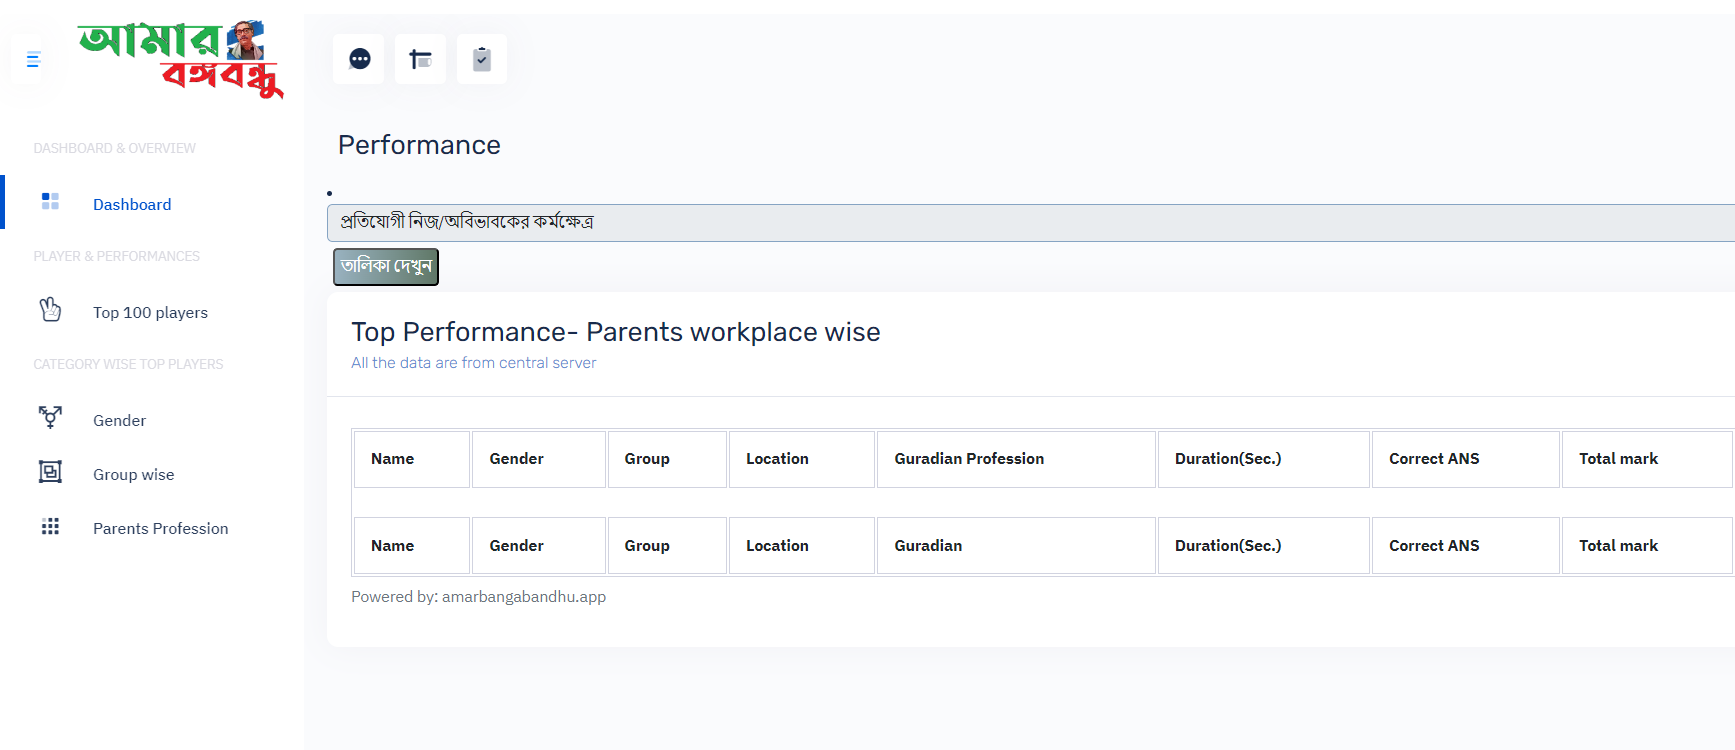 আমার
বঙ্গবন্ধু
DASHBOARD & OVERVIEW
Dashboard
PLAYER & PERFORMANCES
Top 100 players
CATEGORY WISE TOP PLAYERS
Gender
Group wise
Parents Profession
Performance
প্রতিযোগী নিজ/অবিভাবকের কর্মক্ষেত্র
তালিকা দেখুন
Top Performance- Parents workplace wise
All the data are from central server
Name Gender Group Location Guradian Profession Duration(Sec.) Correct ANS Total mark
Name Gender Group Location Guradian Duration(Sec.) Correct ANS Total mark
Powered by: amarbangabandhu.app